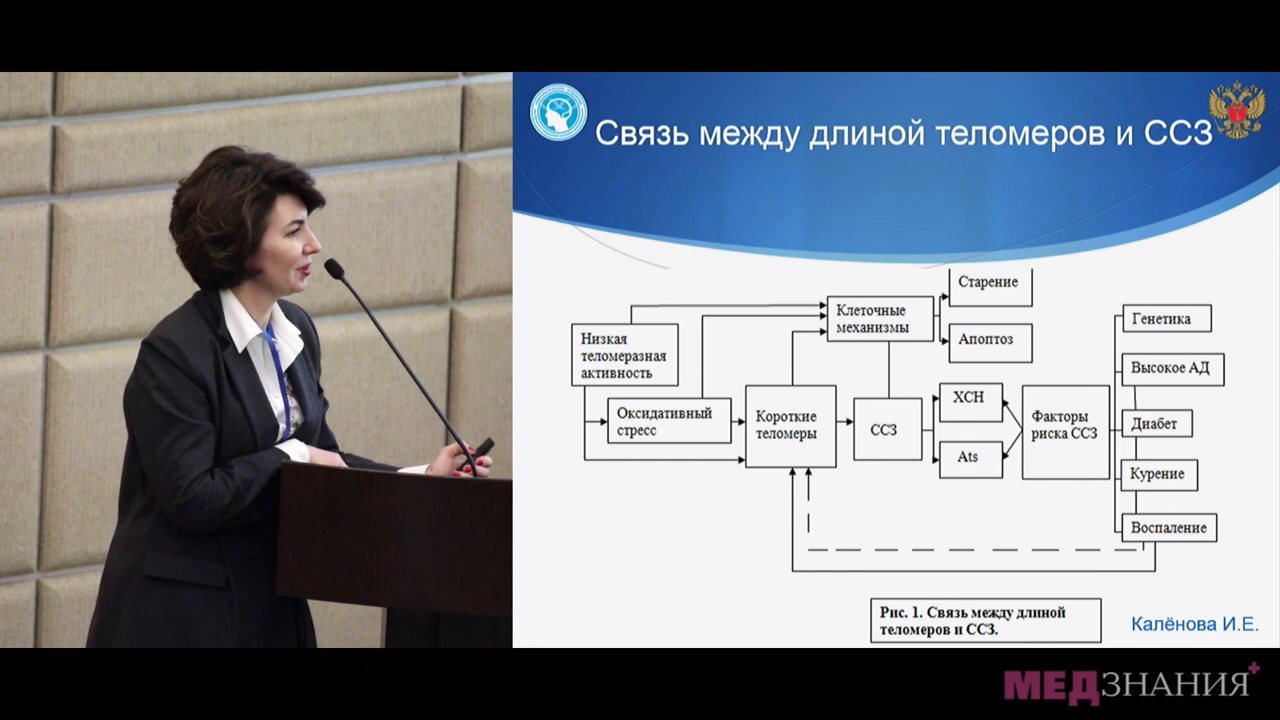 Связь между длиной теломеров и ССЗ
Старение
Клеточные
механизмы
Апоптоз
Низкая
теломеразная
активность
Оксидативный
стресс
Короткие
теломеры
ССЗ
ХСН
Ats
Факторы
риска ССЗ
Генетика
Высокое АД
Диабет
Курение
Воспаление
Рис. 1. Связь между длиной
теломеров и ССЗ.
Калёнова И.Е.
МЕДЗНАНИЯ+